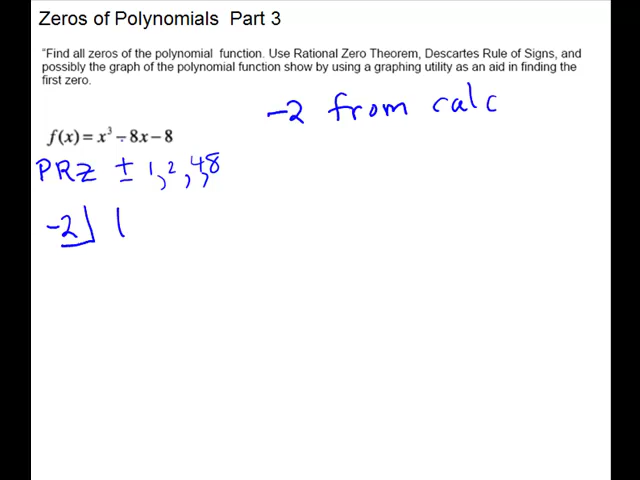 Zeros of Polynomials Part 3
"Find all zeros of the polynomial function. Use Rational Zero Theorem, Descartes Rule of Signs, and
possibly the graph of the polynomial function show by using a graphing utility as an aid in finding the
first zero.
-2 from calc
f(x) = x³ − 8x − 8
PRZ ± 1, 2, 4, 8
-2| 1